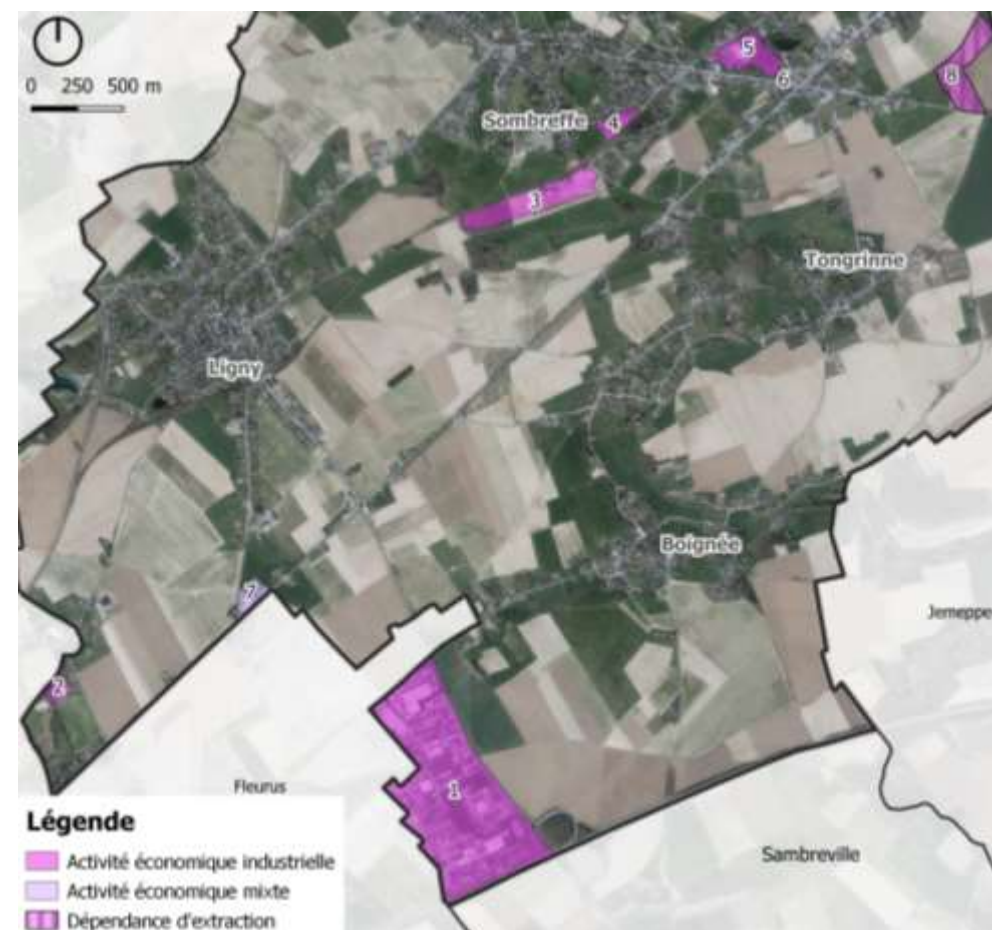 0 250 500 m
5
6
8
Sombreffe
4
3
Tongrinne
Ligny
Boignée
7
Jemeppe
2
1
Fleurus
Sambreville
Légende
Activité économique industrielle
Activité économique mixte
Dépendance d'extraction